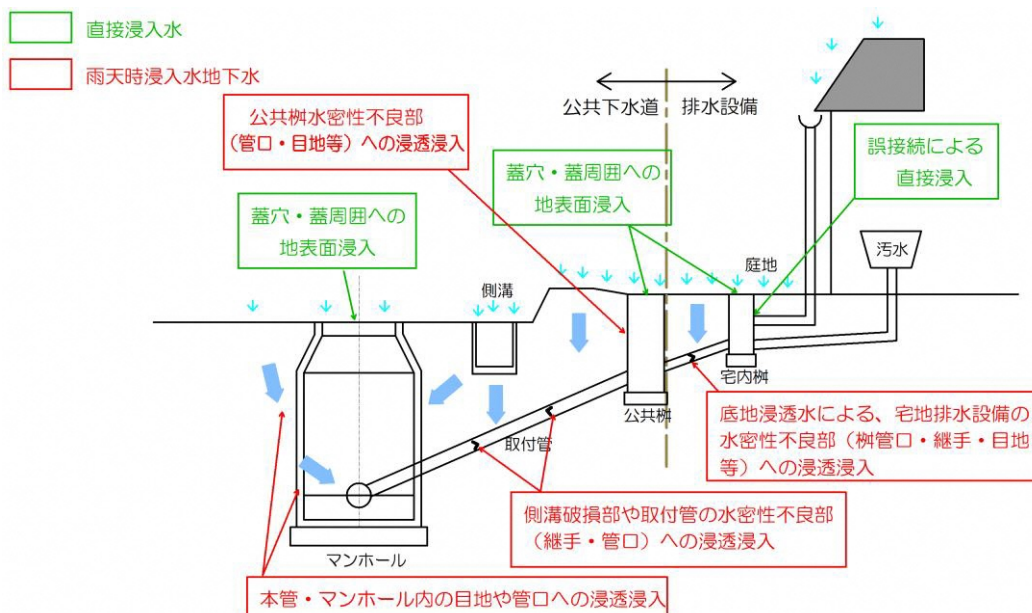 直接浸入水
雨天時浸入水地下水
公共下水道
排水設備
公共桝水密性不良部
（管口・目地等）への浸透浸入
蓋穴・蓋周囲への
地表面浸入
誤接続による
直接浸入
蓋穴・蓋周囲への
地表面浸入
汚水
庭地
側溝
宅内桝
公共桝
取付管
底地浸透水による、宅地排水設備の
水密性不良部（桝管口・継手・目地
等）への浸透浸入
側溝破損部や取付管の水密性不良部
（継手・管口）への浸透浸入
マンホール
本管・マンホール内の目地や管口への浸透浸入